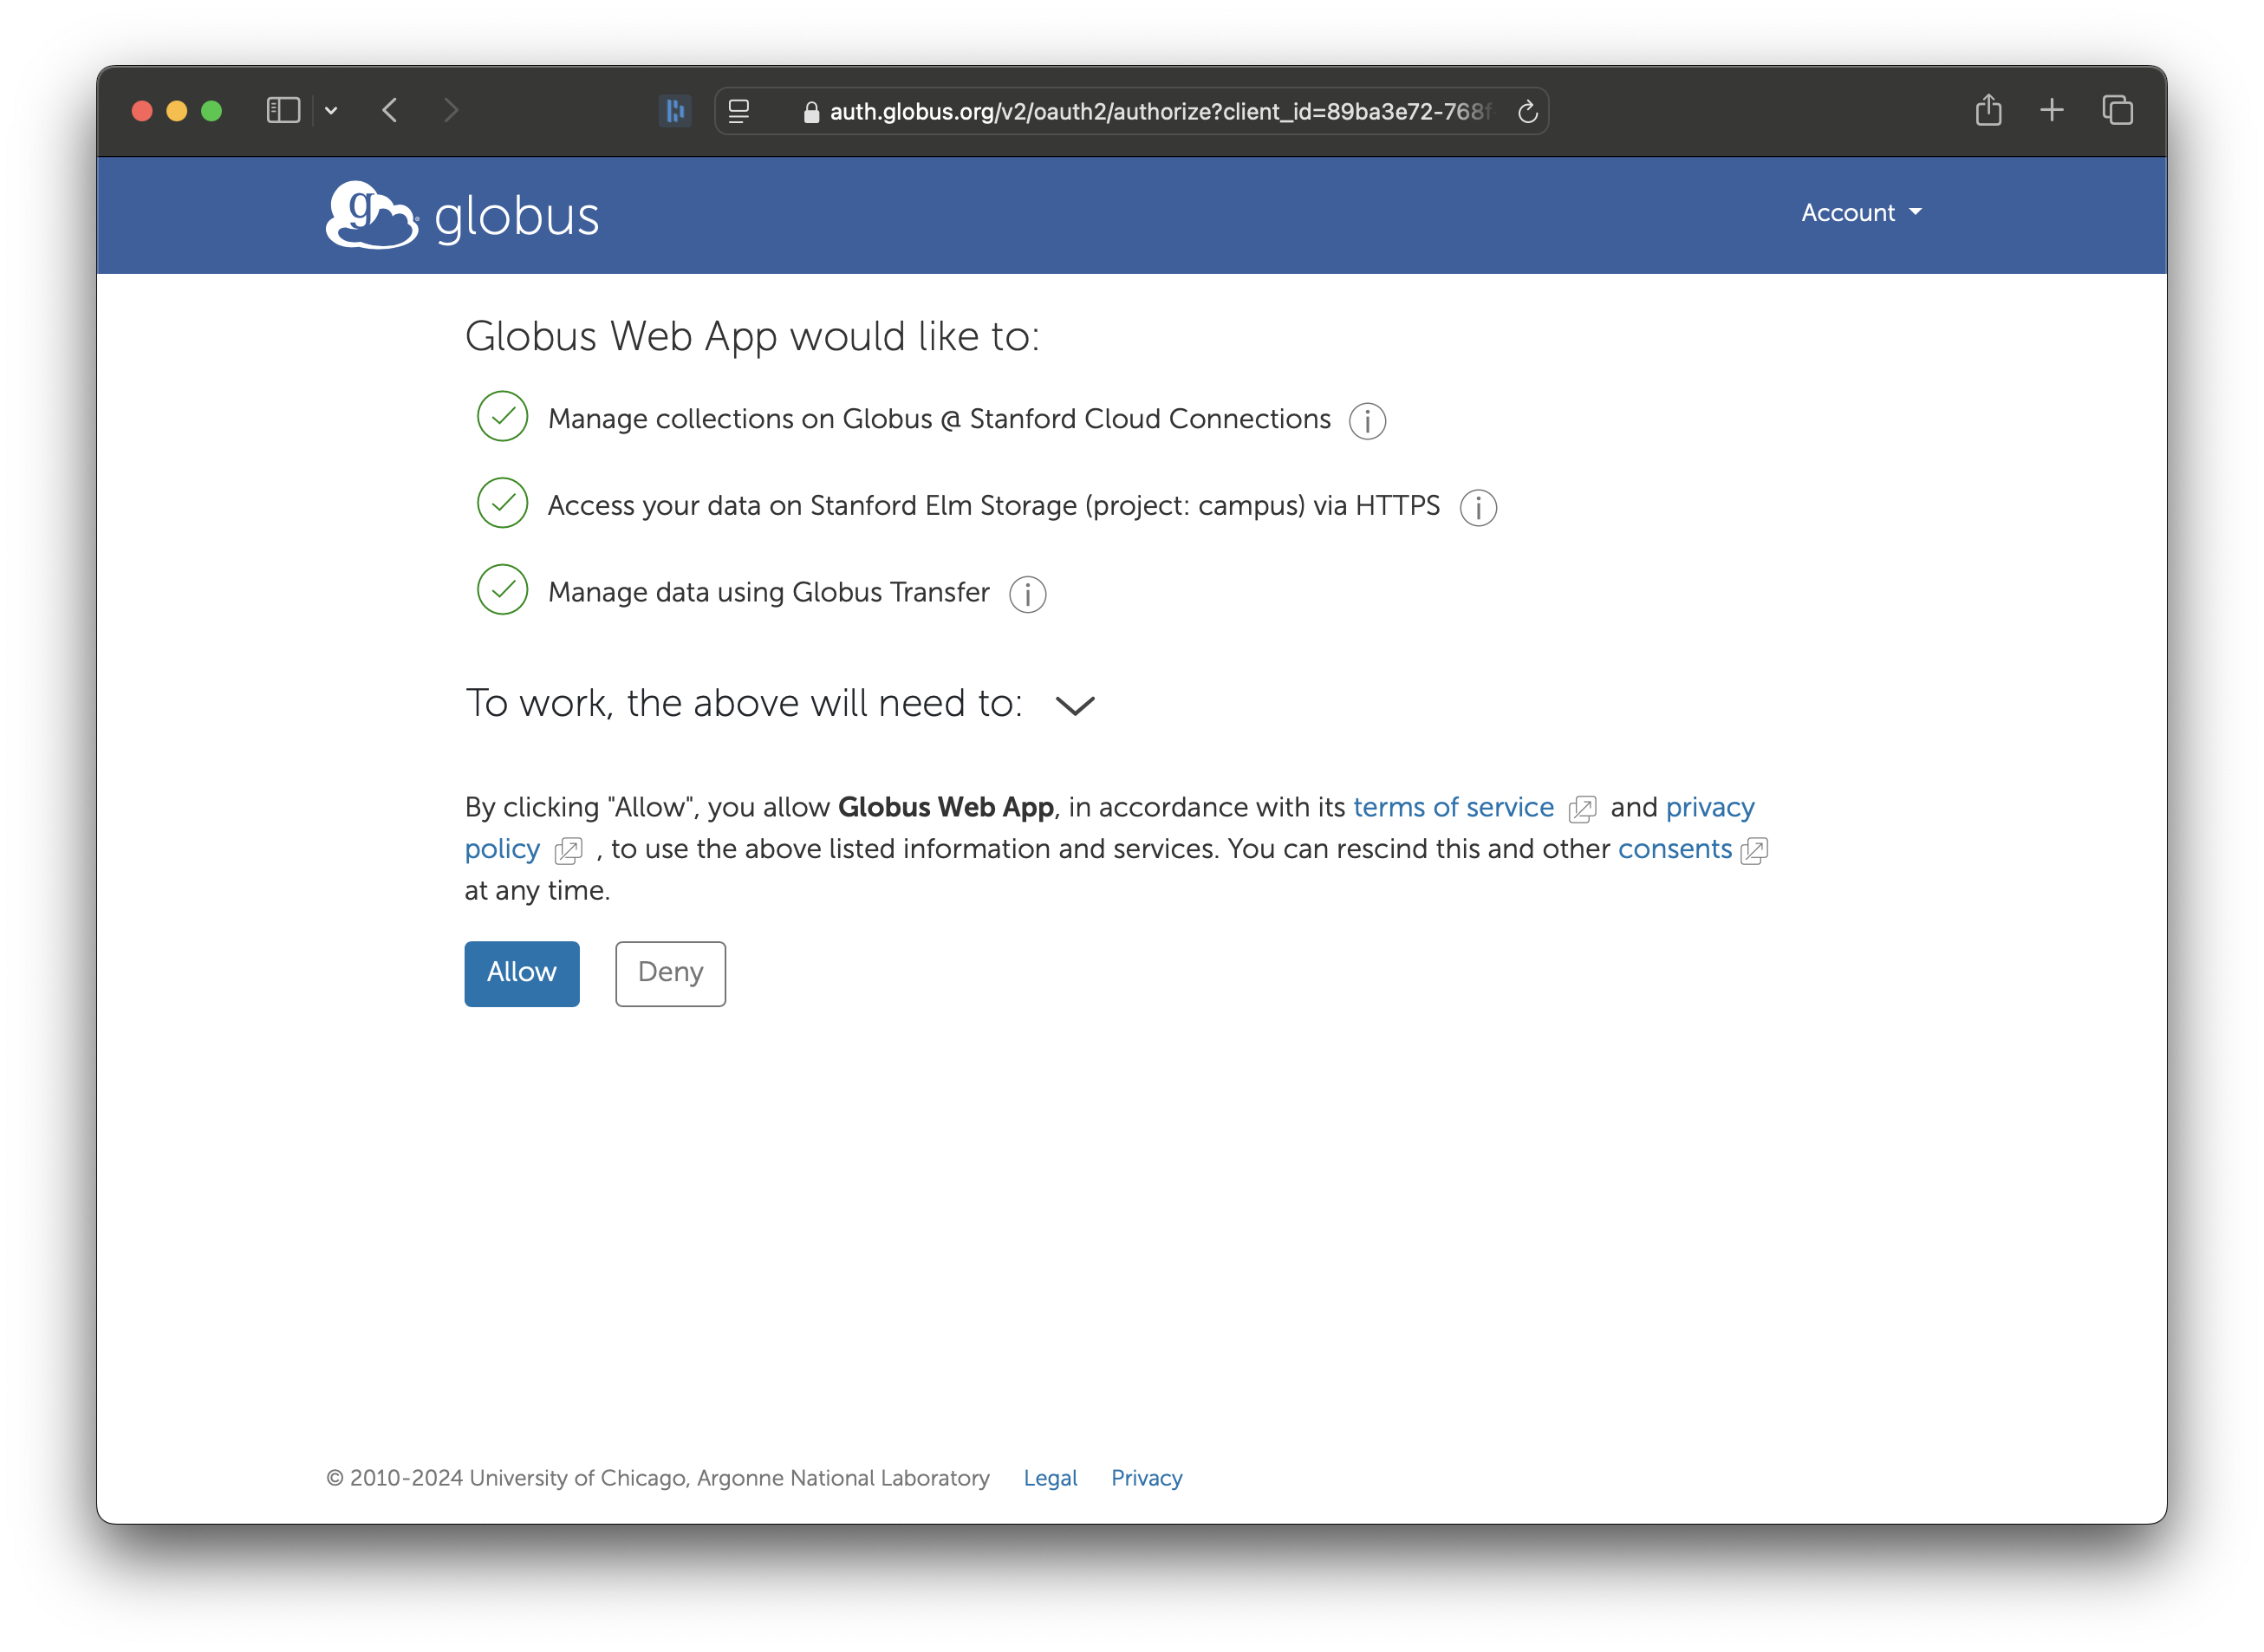 auth.globus.org/v2/oauth2/authorize?client_id=89ba3e72-768f
globus
Account
Globus Web App would like to:
Manage collections on Globus @ Stanford Cloud Connections
Access your data on Stanford Elm Storage (project: campus) via HTTPS
Manage data using Globus Transfer
To work, the above will need to:
By clicking "Allow", you allow Globus Web App, in accordance with its terms of service and privacy
policy , to use the above listed information and services. You can rescind this and other consents
at any time.
Allow Deny
© 2010-2024 University of Chicago, Argonne National Laboratory Legal Privacy